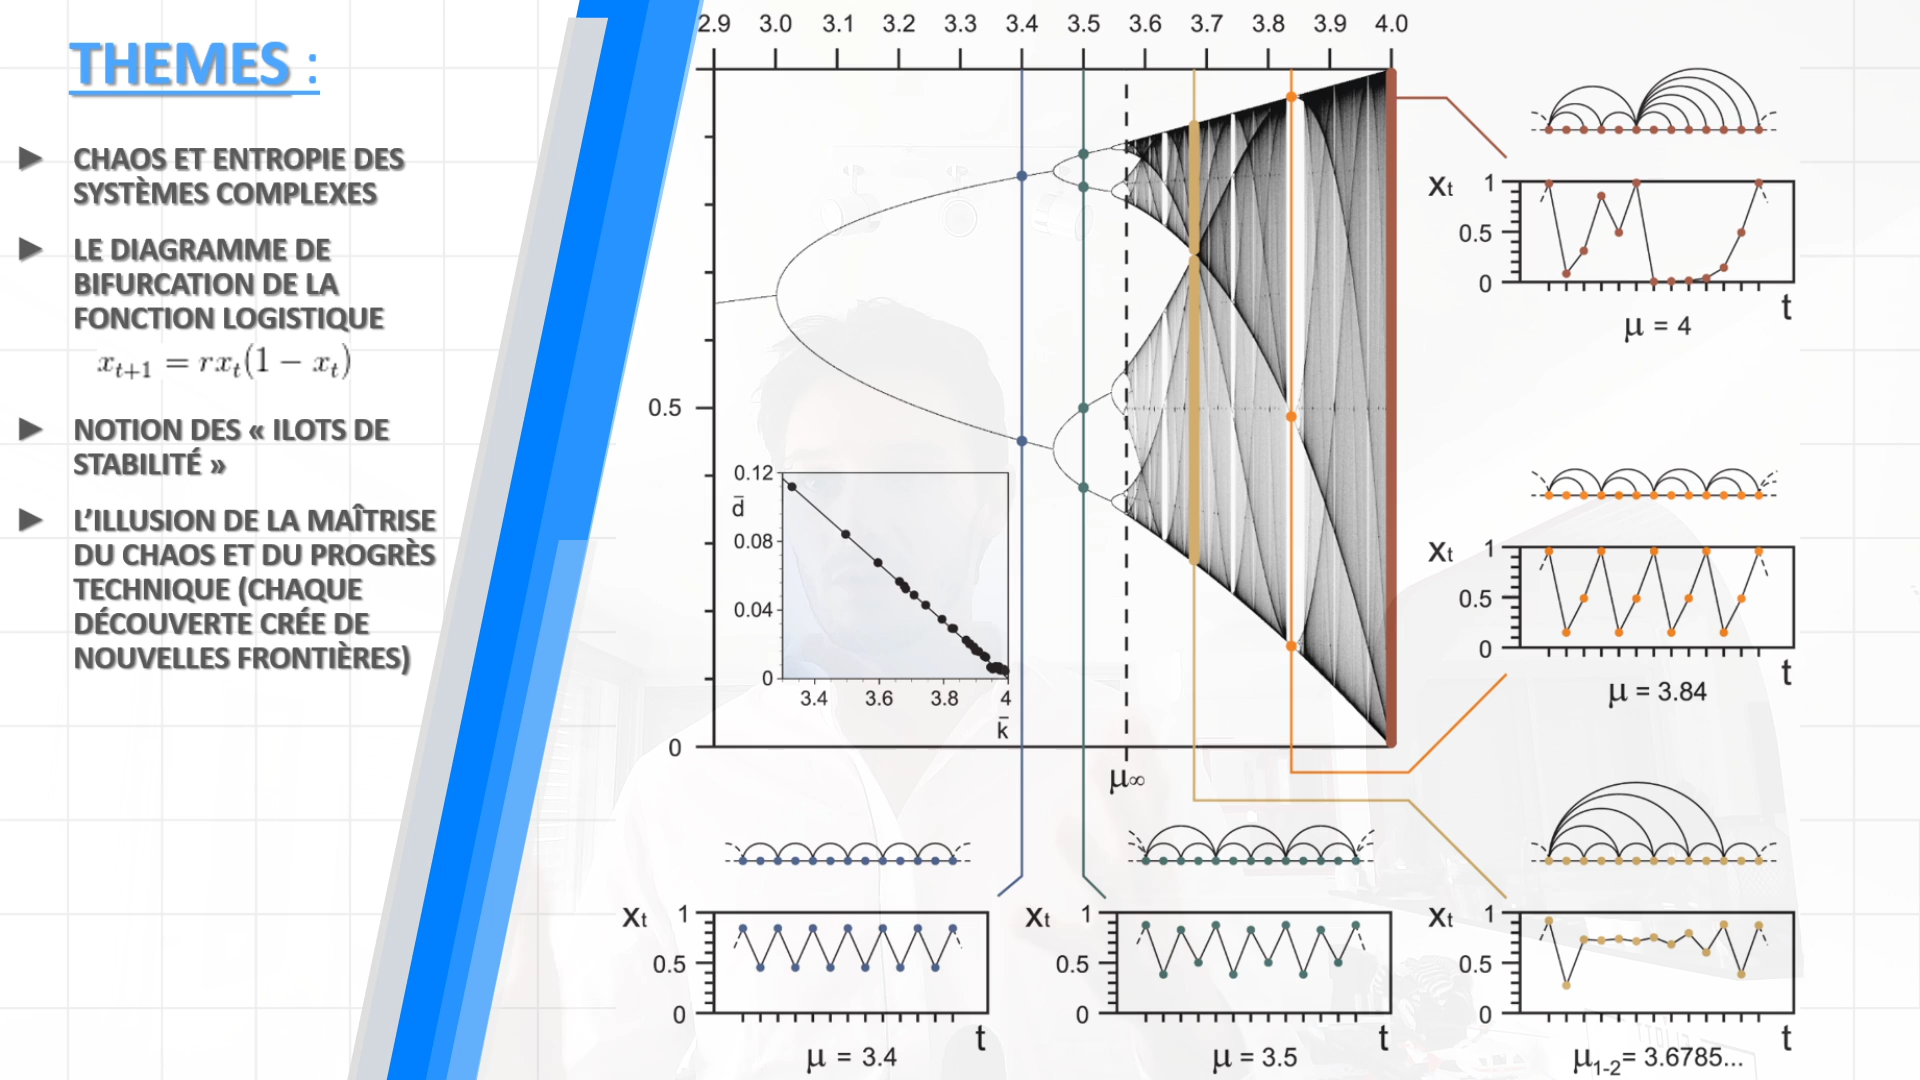 THEMES :
► CHAOS ET ENTROPIE DES
SYSTÈMES COMPLEXES
► LE DIAGRAMME DE
BIFURCATION DE LA
FONCTION LOGISTIQUE
x_{t+1} = rx_t(1 − x_t)
► NOTION DES « ILOTS DE
STABILITÉ »
► L'ILLUSION DE LA MAÎTRISE
DU CHAOS ET DU PROGRÈS
TECHNIQUE (CHAQUE
DÉCOUVERTE CRÉE DE
NOUVELLES FRONTIÈRES)
2.9 3.0 3.1 3.2 3.3 3.4 3.5 3.6 3.7 3.8 3.9 4.0
0.5
0
μ∞
0.12
d̄
0.08
0.04
0
3.4 3.6 3.8 4
k̄
Xt 1
0.5
0
t
μ = 4
Xt 1
0.5
0
t
μ = 3.84
Xt 1
0.5
0
t
μ = 3.4
Xt 1
0.5
0
t
μ = 3.5
Xt 1
0.5
0
t
μ1-2= 3.6785...